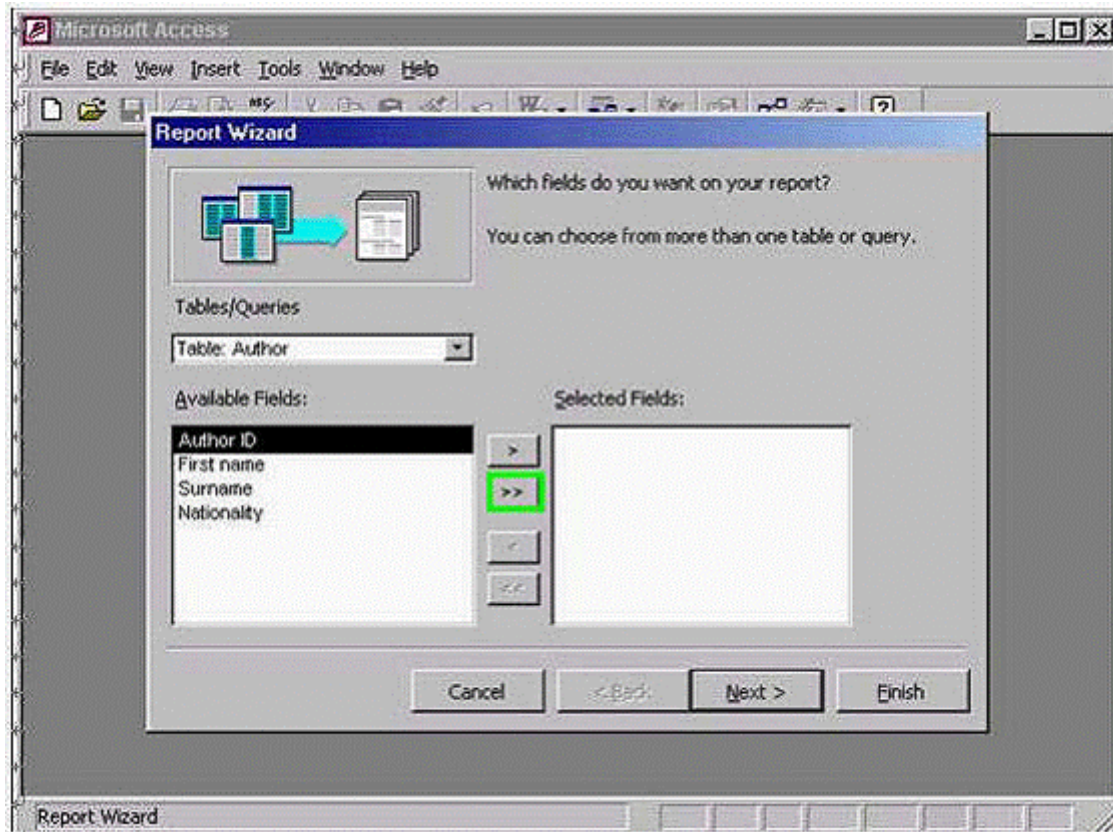 Microsoft Access
File Edit View Insert Tools Window Help
Report Wizard
Which fields do you want on your report?
You can choose from more than one table or query.
Tables/Queries
Table: Author
Available Fields:
Selected Fields:
Author ID
First name
Surname
Nationality
>
>>
<
<<
Cancel
< Back
Next >
Finish
Report Wizard